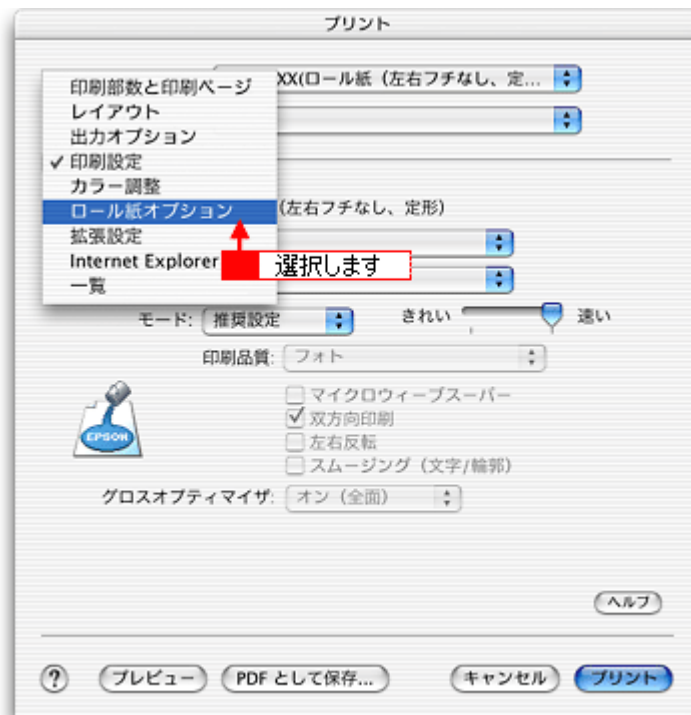 プリント
XX(ロール紙（左右フチなし、定...
印刷部数と印刷ページ
レイアウト
出力オプション
✓ 印刷設定
カラー調整
ロール紙オプション
(左右フチなし、定形)
拡張設定
Internet Explorer
選択します
一覧
モード: 推奨設定 きれい 速い
印刷品質: フォト
マイクロウィーブスーパー
双方向印刷
左右反転
スムージング（文字/輪郭）
EPSON
グロスオプティマイザ: オン（全面）
ヘルプ
? プレビュー PDF として保存... キャンセル プリント